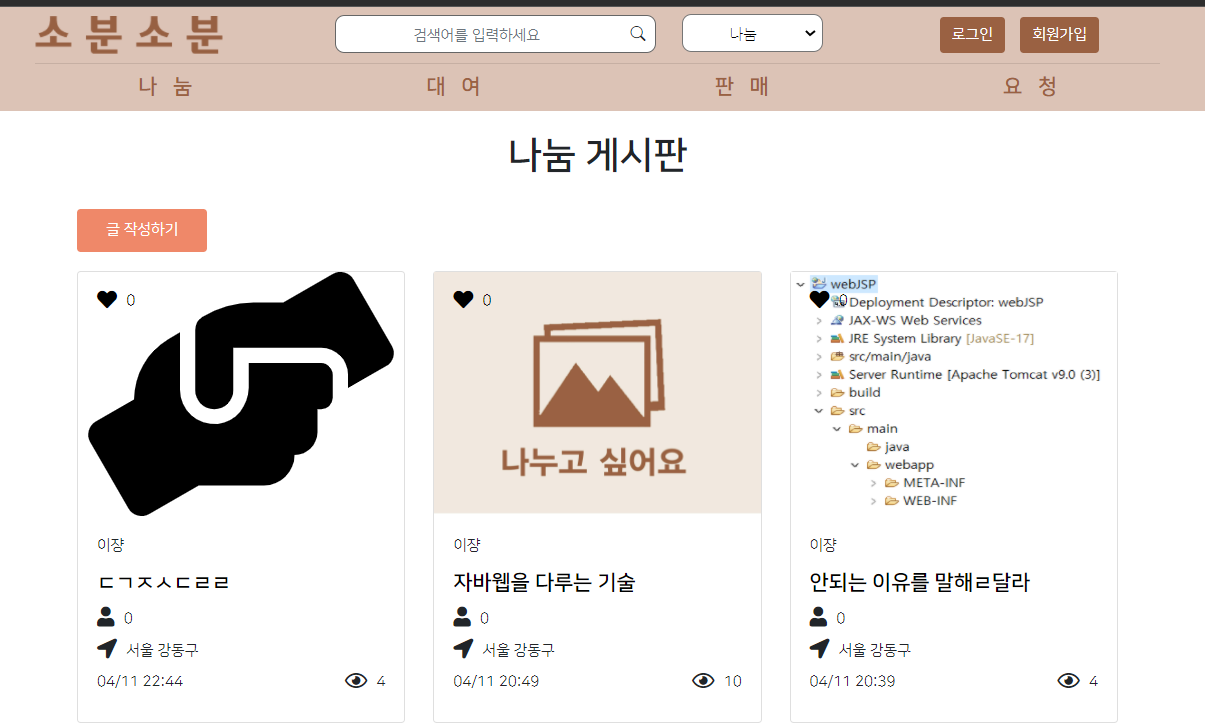 소분소분
검색어를 입력하세요
나눔
로그인
회원가입
나 눔
대 여
판 매
요 청
나눔 게시판
글 작성하기
0
이쟝
ㄷㄱㅈㅅㄷㄹㄹ
0
서울 강동구
04/11 22:44
4
0
나누고 싶어요
이쟝
자바웹을 다루는 기술
0
서울 강동구
04/11 20:49
10
webJSP
0
Deployment Descriptor: webJSP
JAX-WS Web Services
JRE System Library [JavaSE-17]
src/main/java
Server Runtime [Apache Tomcat v9.0 (3)]
build
src
main
java
webapp
META-INF
WEB-INF
이쟝
안되는 이유를 말해ㄹ달라
0
서울 강동구
04/11 20:39
4